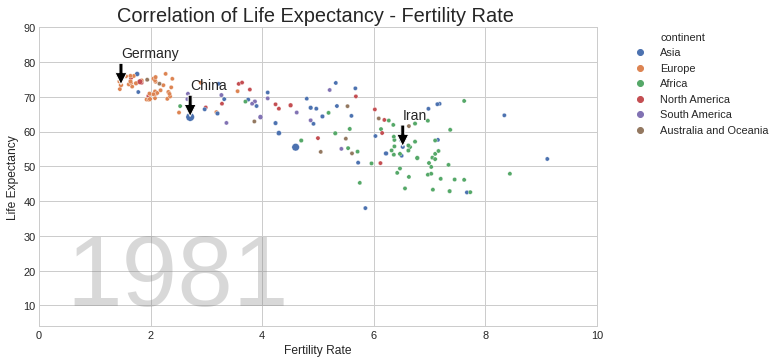 Correlation of Life Expectancy - Fertility Rate
90
80
70
60
50
40
30
20
10
0
Life Expectancy
Germany
China
Iran
1981
0 2 4 6 8 10
Fertility Rate
continent
Asia
Europe
Africa
North America
South America
Australia and Oceania